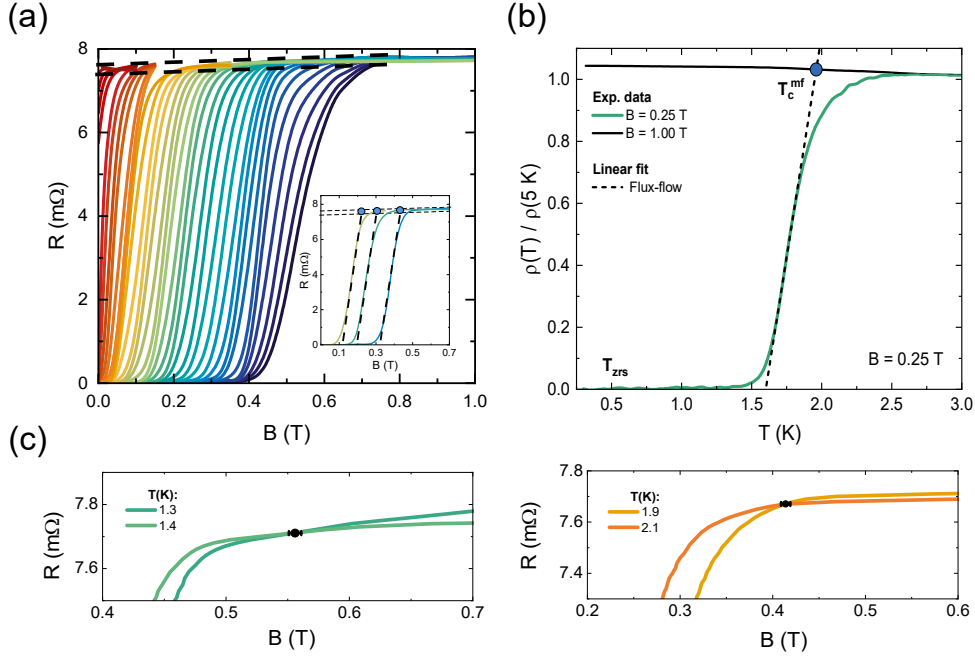 (a)
8
6
4
2
0
R (mΩ)
0.0
0.2
0.4
0.6
0.8
1.0
B (T)
8
6
4
2
0
R (mΩ)
0.1
0.3
0.5
0.7
B (T)
(b)
1.0
0.8
0.6
0.4
0.2
0.0
ρ(T) / ρ(5 K)
T_c^mf
Exp. data
B = 0.25 T
B = 1.00 T
Linear fit
Flux-flow
T_zrs
B = 0.25 T
0.5
1.0
1.5
2.0
2.5
3.0
T (K)
(c)
7.8
7.7
7.6
R (mΩ)
T(K):
1.3
1.4
0.4
0.5
0.6
0.7
B (T)
7.8
7.6
7.4
7.3
R (mΩ)
T(K):
1.9
2.1
0.2
0.3
0.4
0.5
0.6
B (T)